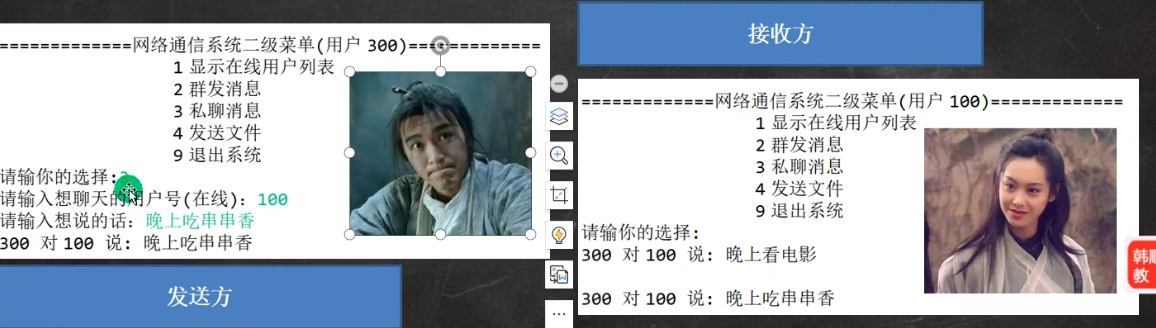 =============网络通信系统二级菜单(用户 300)=============
1 显示在线用户列表
2 群发消息
3 私聊消息
4 发送文件
9 退出系统
请输你的选择:3
请输入想聊天的用户号(在线): 100
请输入想说的话: 晚上吃串串香
300 对 100 说: 晚上吃串串香
发送方
接收方
=============网络通信系统二级菜单(用户 100)=============
1 显示在线用户列表
2 群发消息
3 私聊消息
4 发送文件
9 退出系统
请输你的选择:
300 对 100 说: 晚上看电影
300 对 100 说: 晚上吃串串香
教